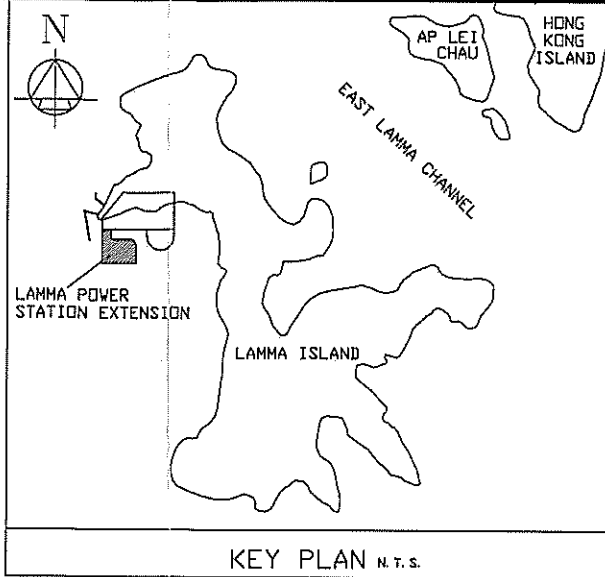 N
AP LEI
CHAU
HONG
KONG
ISLAND
EAST LAMMA CHANNEL
LAMMA POWER
STATION EXTENSION
LAMMA ISLAND
KEY PLAN N.T.S.